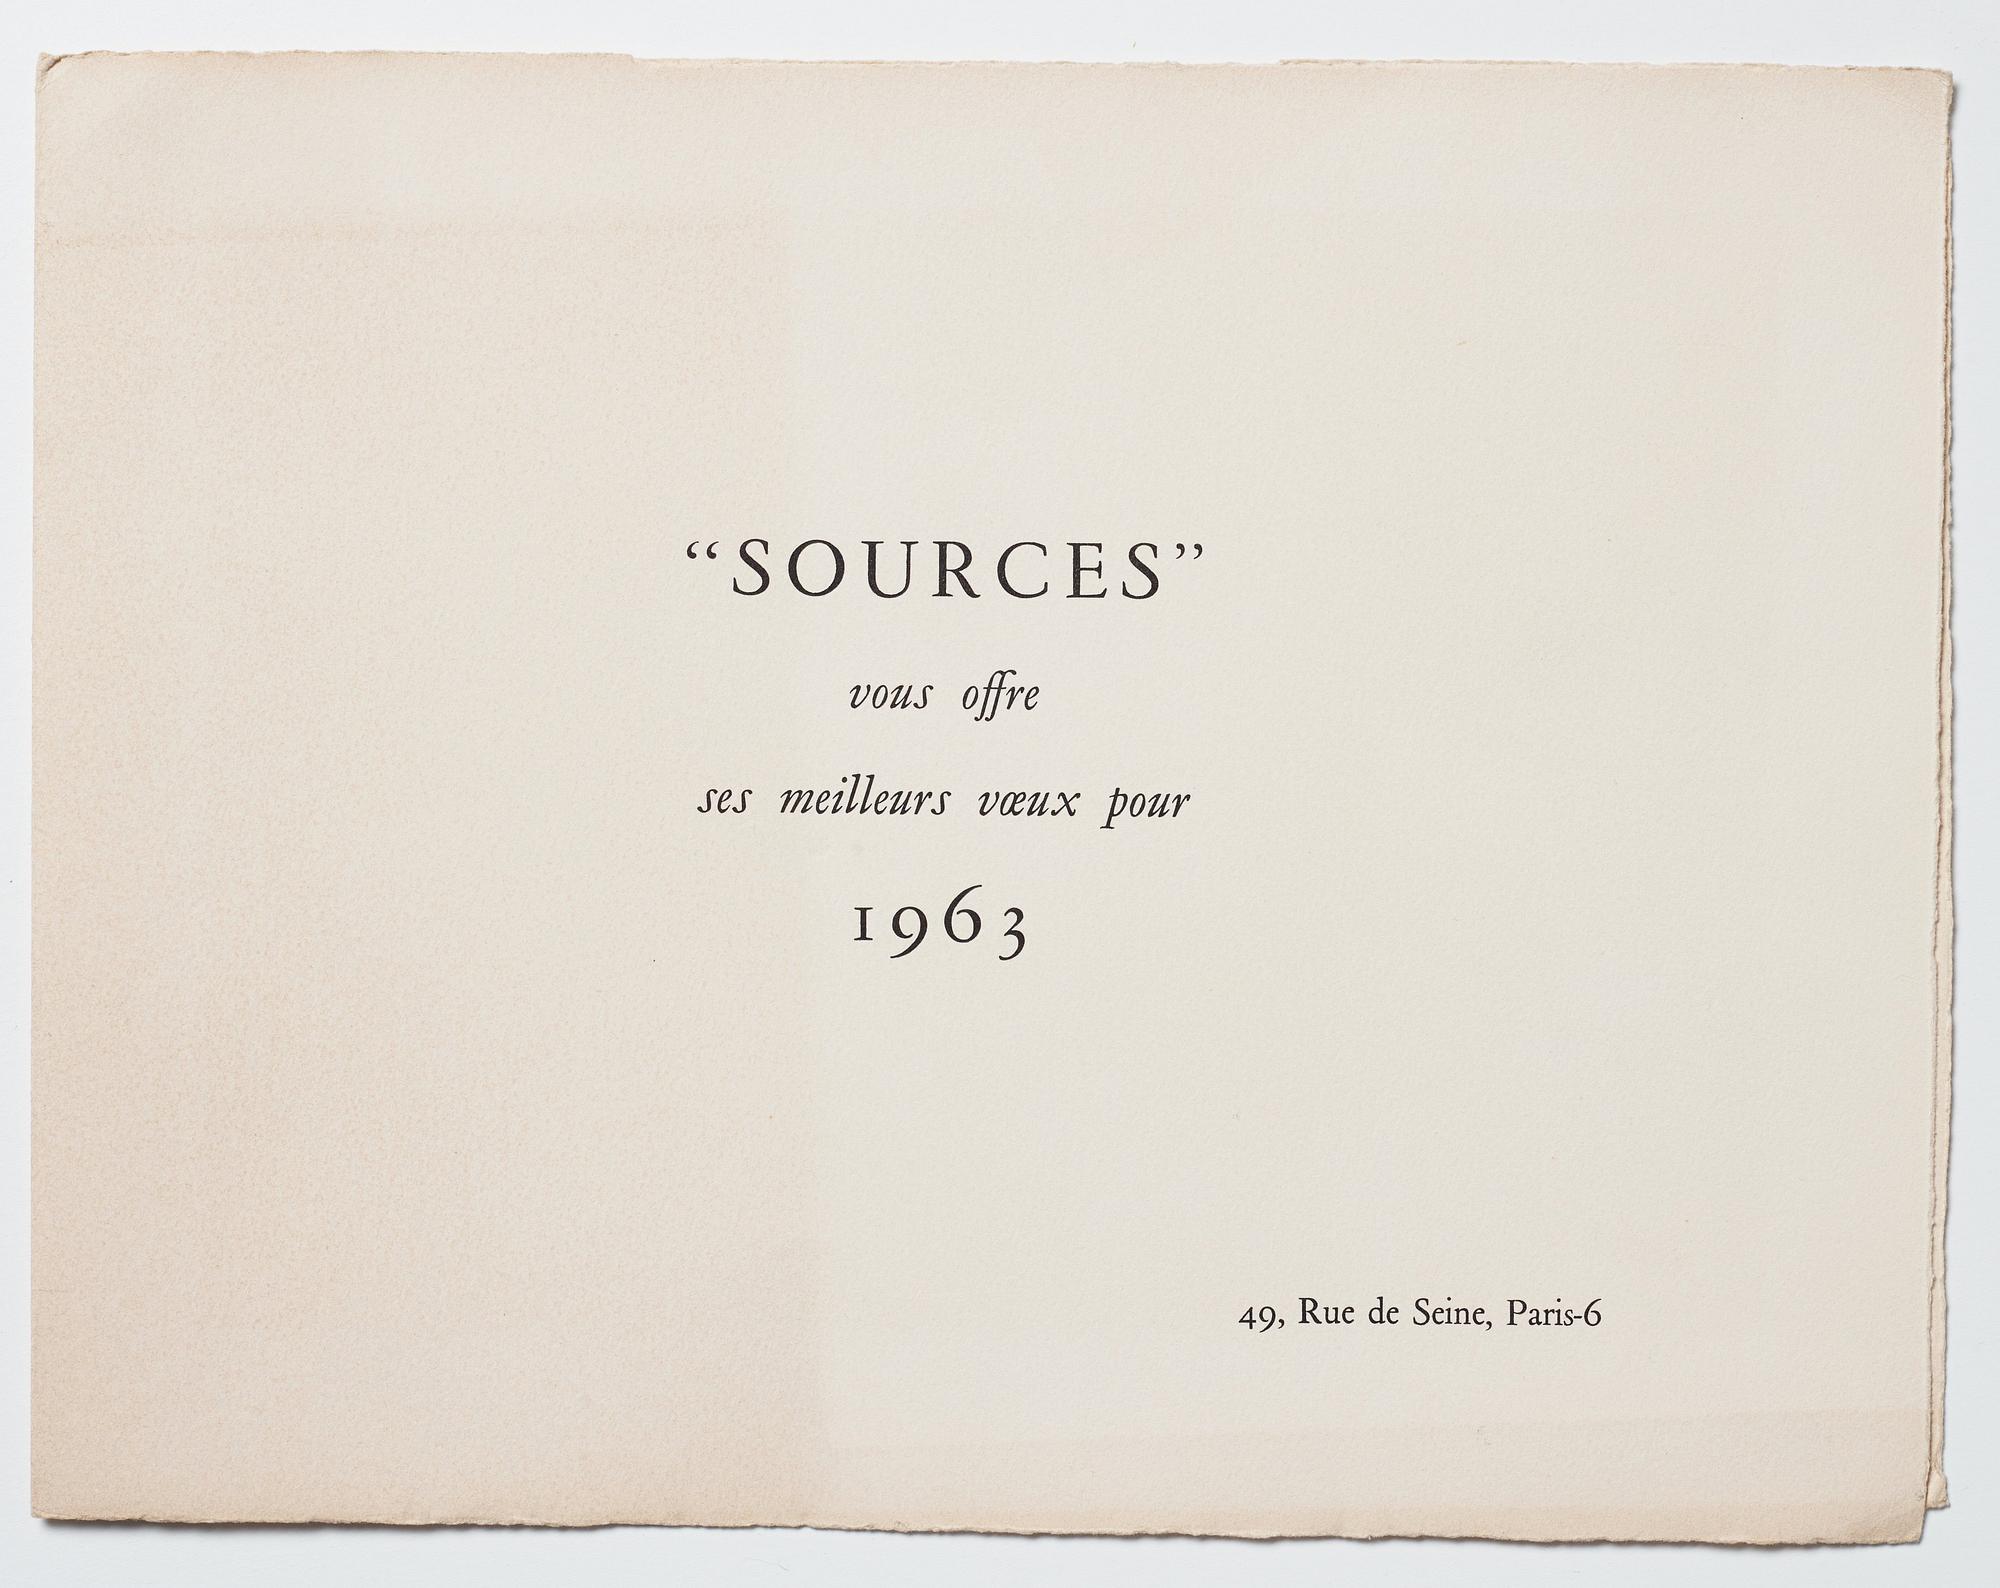 “SOURCES”
vous offre
ses meilleurs vœux pour
1963
49, Rue de Seine, Paris-6